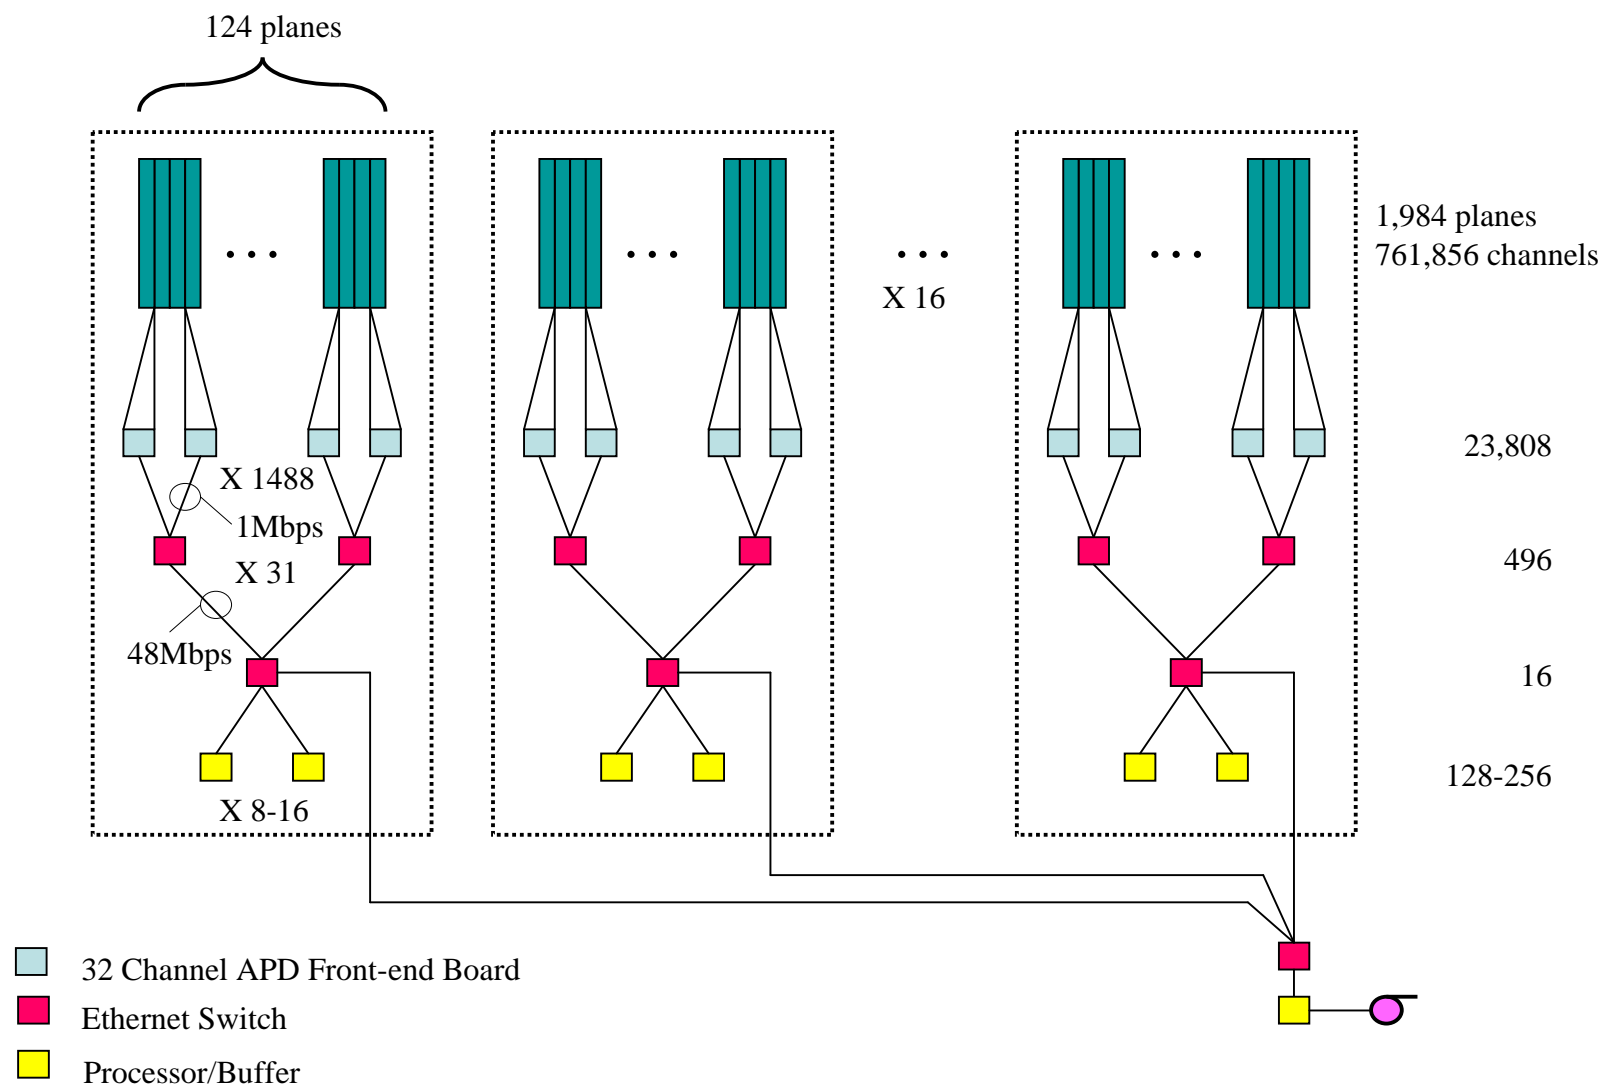 124 planes
1,984 planes
761,856 channels
X 16
23,808
X 1488
1Mbps
496
X 31
48Mbps
16
128-256
X 8-16
32 Channel APD Front-end Board
Ethernet Switch
Processor/Buffer